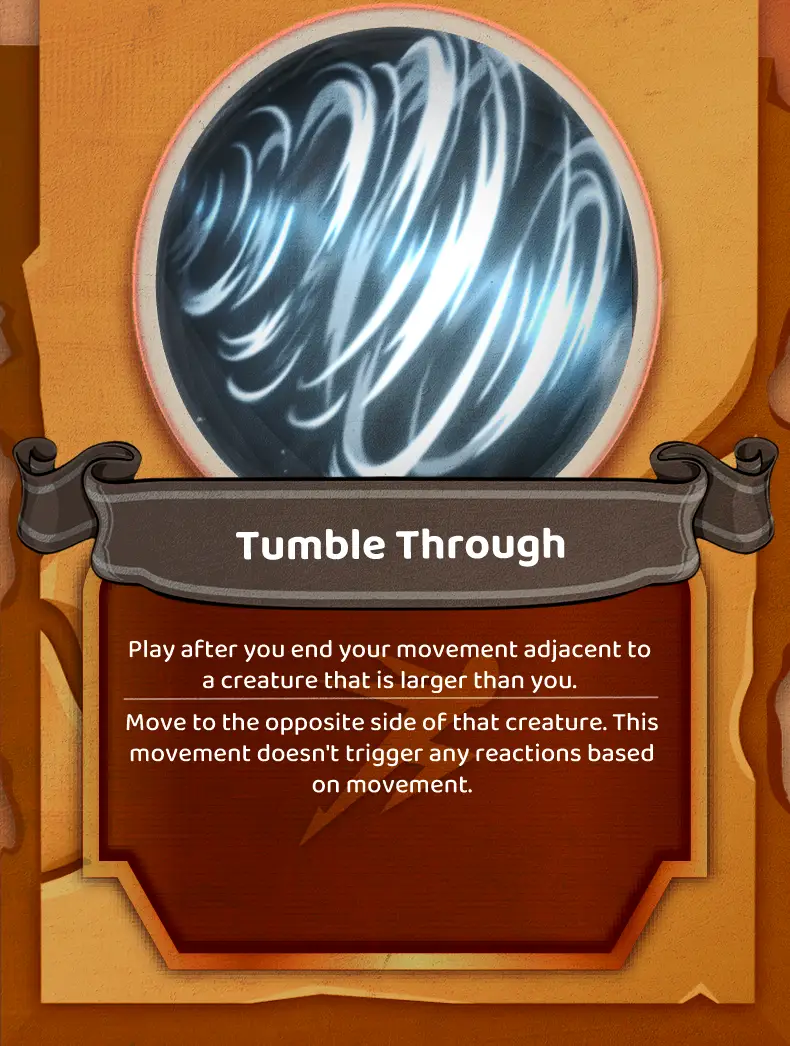 Tumble Through
Play after you end your movement adjacent to
a creature that is larger than you.
Move to the opposite side of that creature. This
movement doesn't trigger any reactions based
on movement.